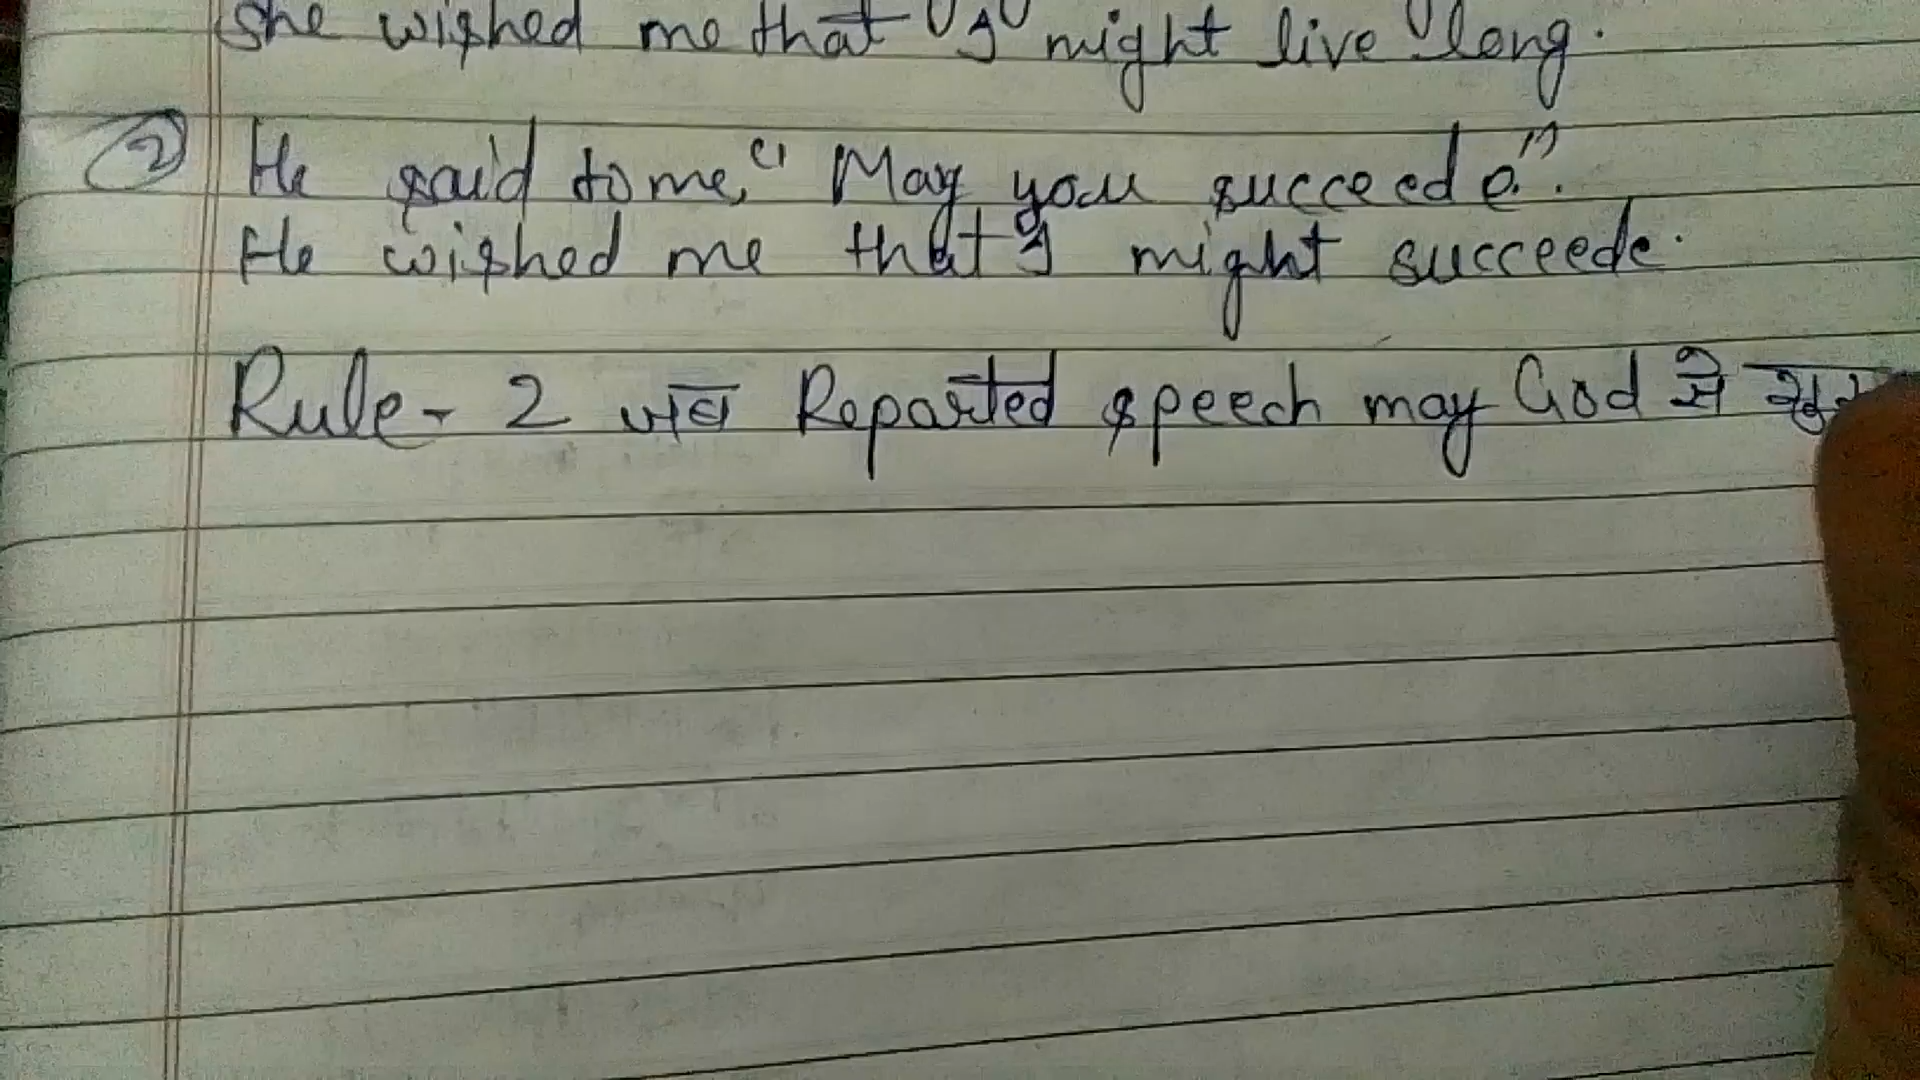 She wished me that I might live long.
② He said to me, "May you succeede.".
He wished me that I might succeede.
Rule - 2 जब Reported speech may God से